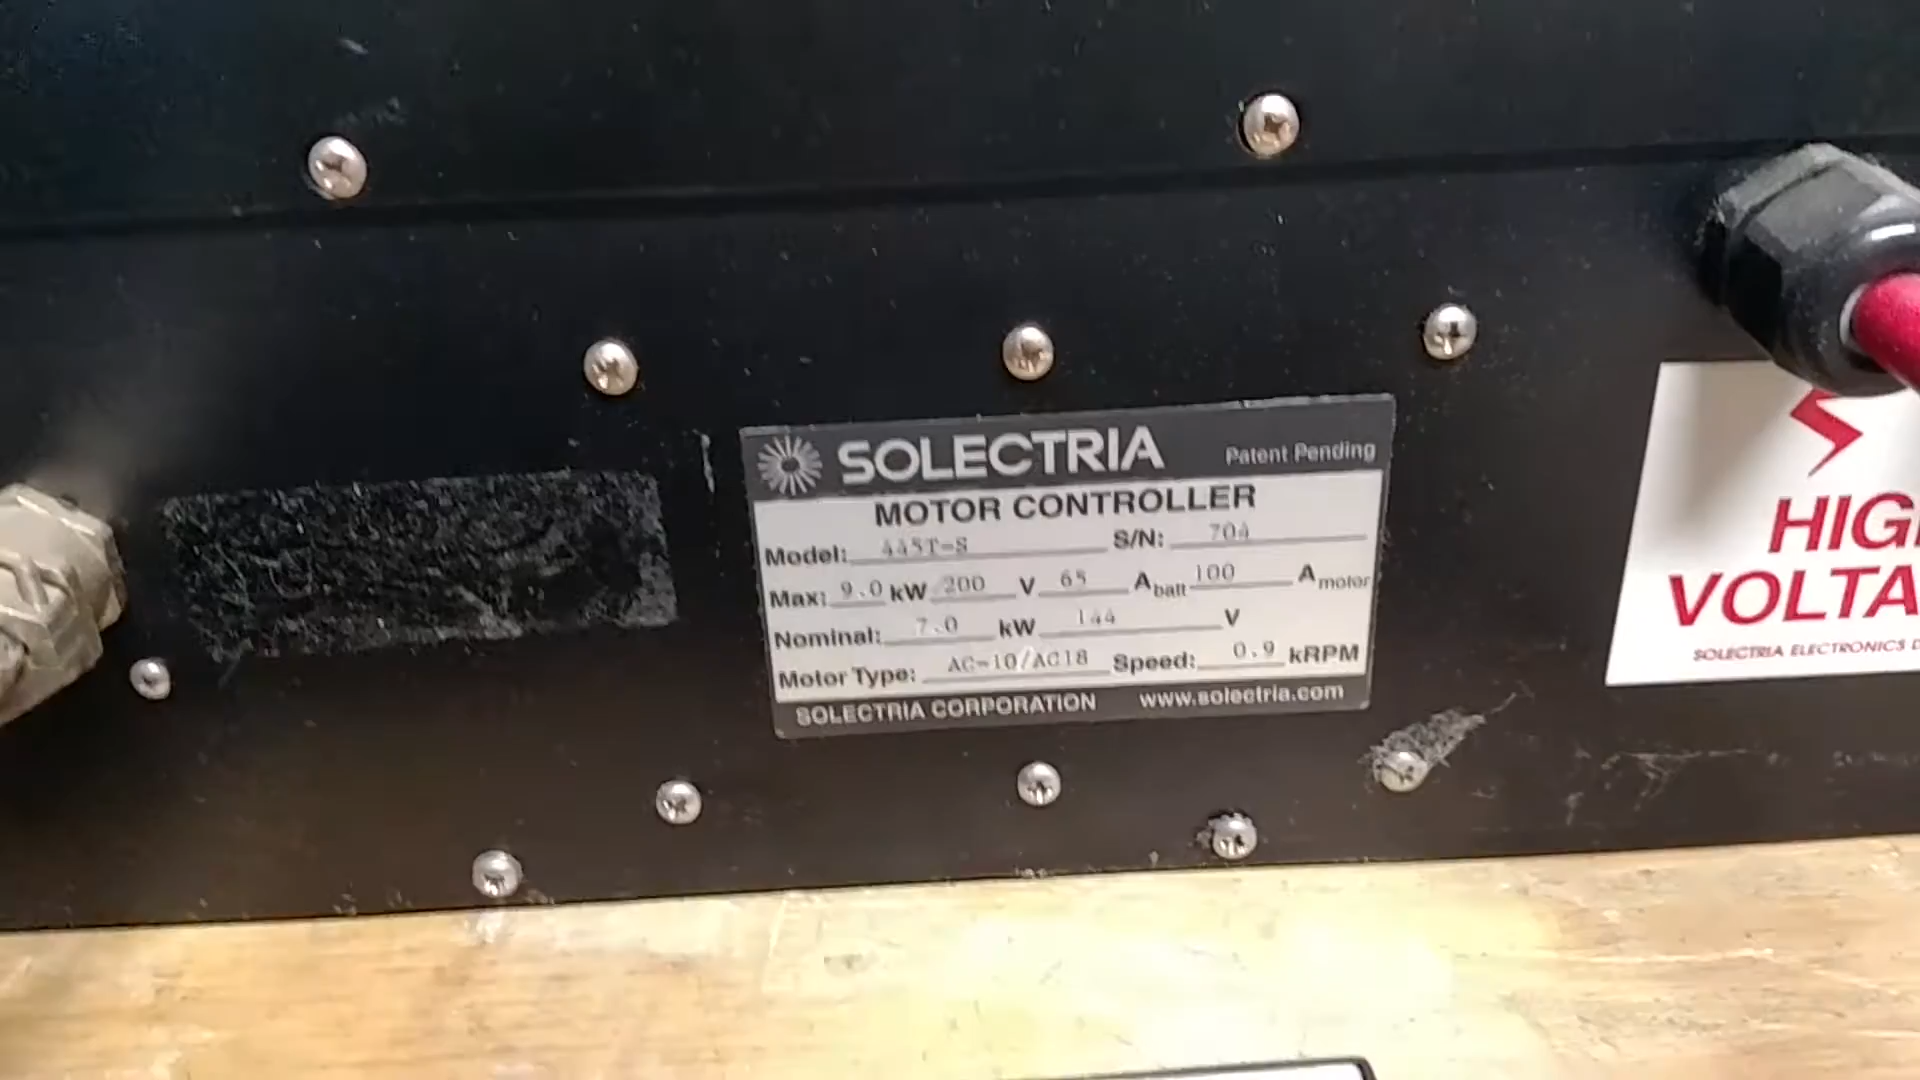 SOLECTRIA Patent Pending
MOTOR CONTROLLER
Model: 445T-S S/N: 704
Max: 9.0 kW 200 V 65 Abatt 100 Amotor
Nominal: 7.0 kW 144 V
Motor Type: AC-10/AC18 Speed: 0.9 kRPM
SOLECTRIA CORPORATION www.solectria.com
HIG
VOLTA
SOLECTRIA ELECTRONICS D